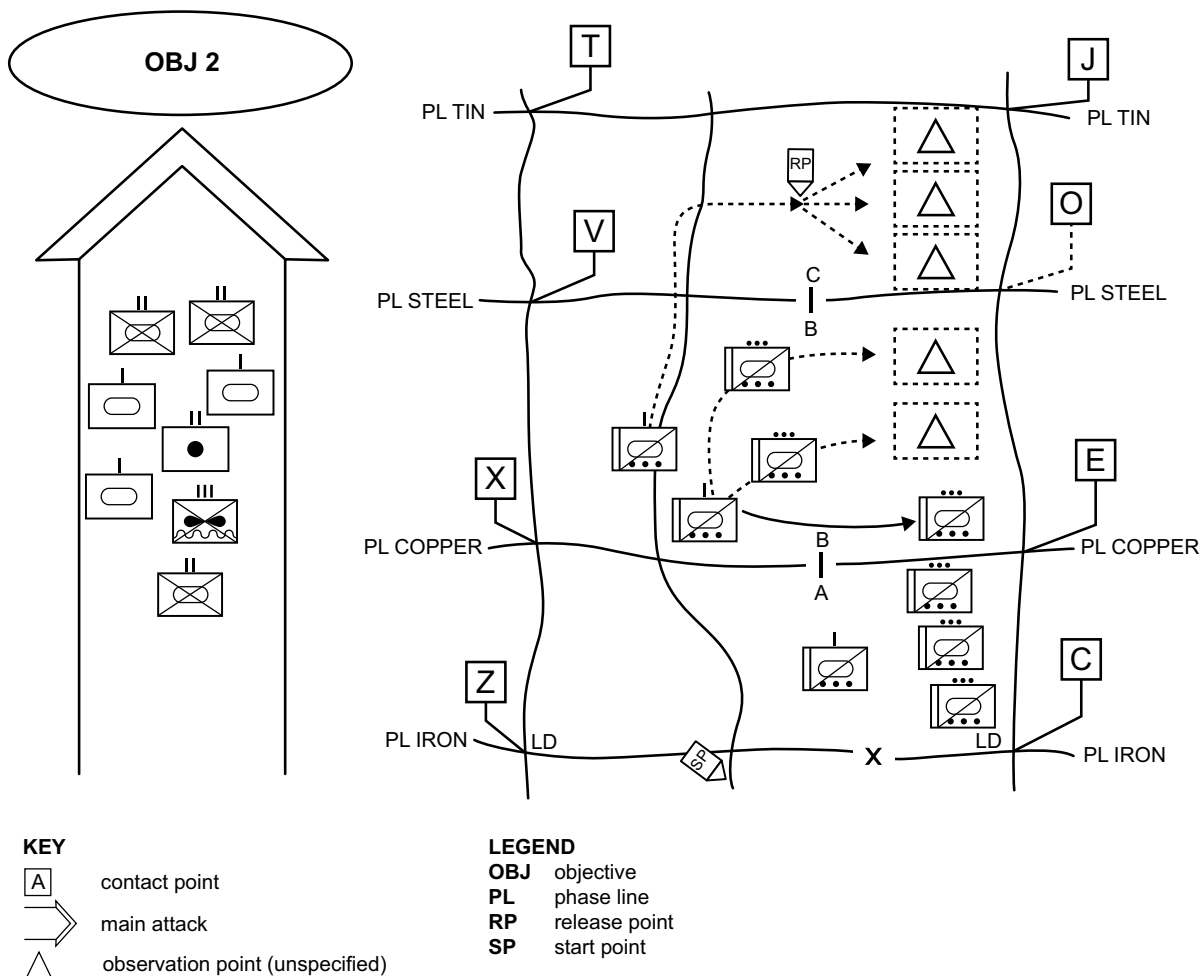 OBJ 2
T
J
PL TIN
PL TIN
RP
O
V
C
PL STEEL
PL STEEL
B
X
E
B
PL COPPER
PL COPPER
A
Z
C
PL IRON
LD
SP
X
LD
PL IRON
KEY
A contact point
main attack
observation point (unspecified)
LEGEND
OBJ objective
PL phase line
RP release point
SP start point